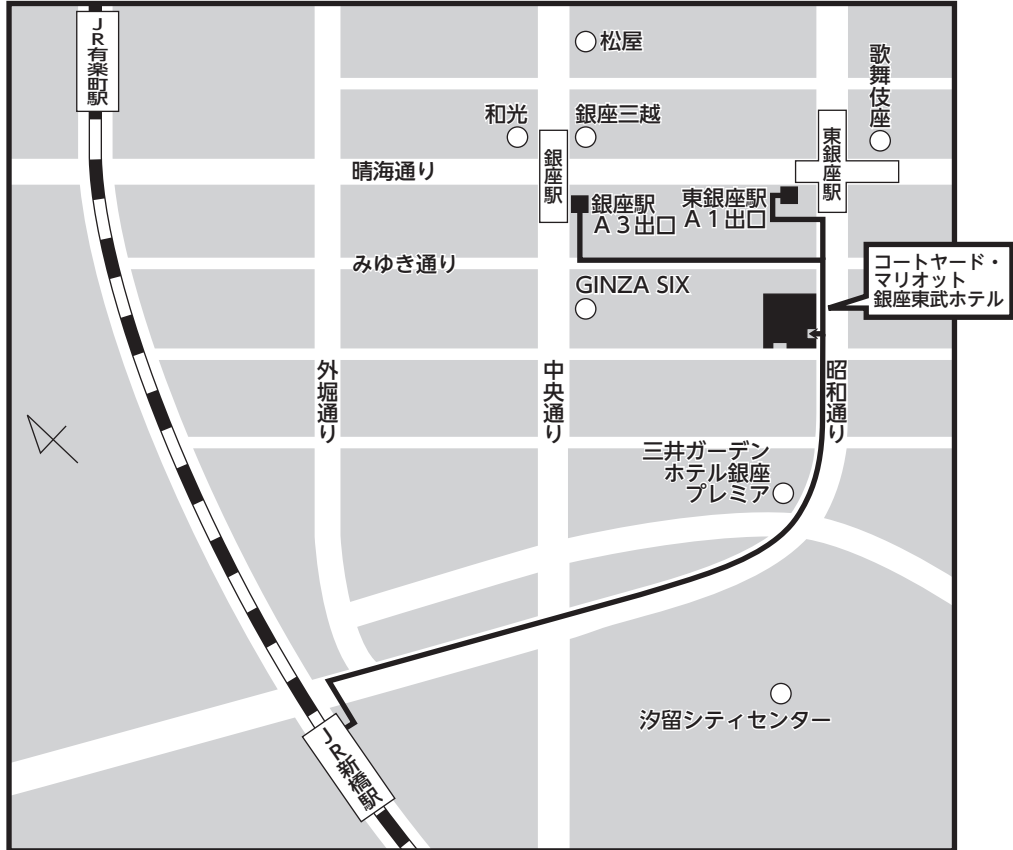 JR有楽町駅
松屋
歌舞伎座
和光
銀座三越
銀座駅
東銀座駅
晴海通り
銀座駅
A3出口
東銀座駅
A1出口
みゆき通り
コートヤード・
マリオット
銀座東武ホテル
GINZA SIX
外堀通り
中央通り
昭和通り
三井ガーデン
ホテル銀座
プレミア
汐留シティセンター
JR新橋駅